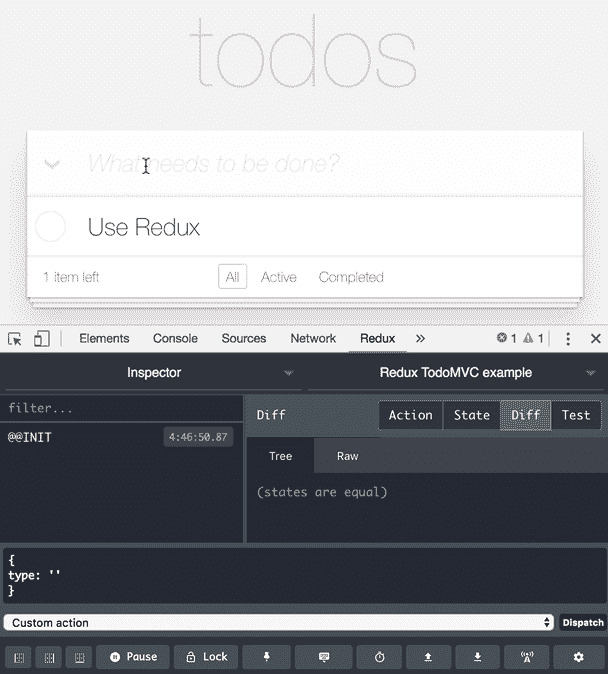 todos
What needs to be done?
Use Redux
1 item left All Active Completed
Elements Console Sources Network Redux » 1 1
Inspector Redux TodoMVC example
filter... Diff Action State Diff Test
@@INIT 4:46:50.87
Tree Raw
(states are equal)
{
type: ''
}
Custom action Dispatch
Pause Lock